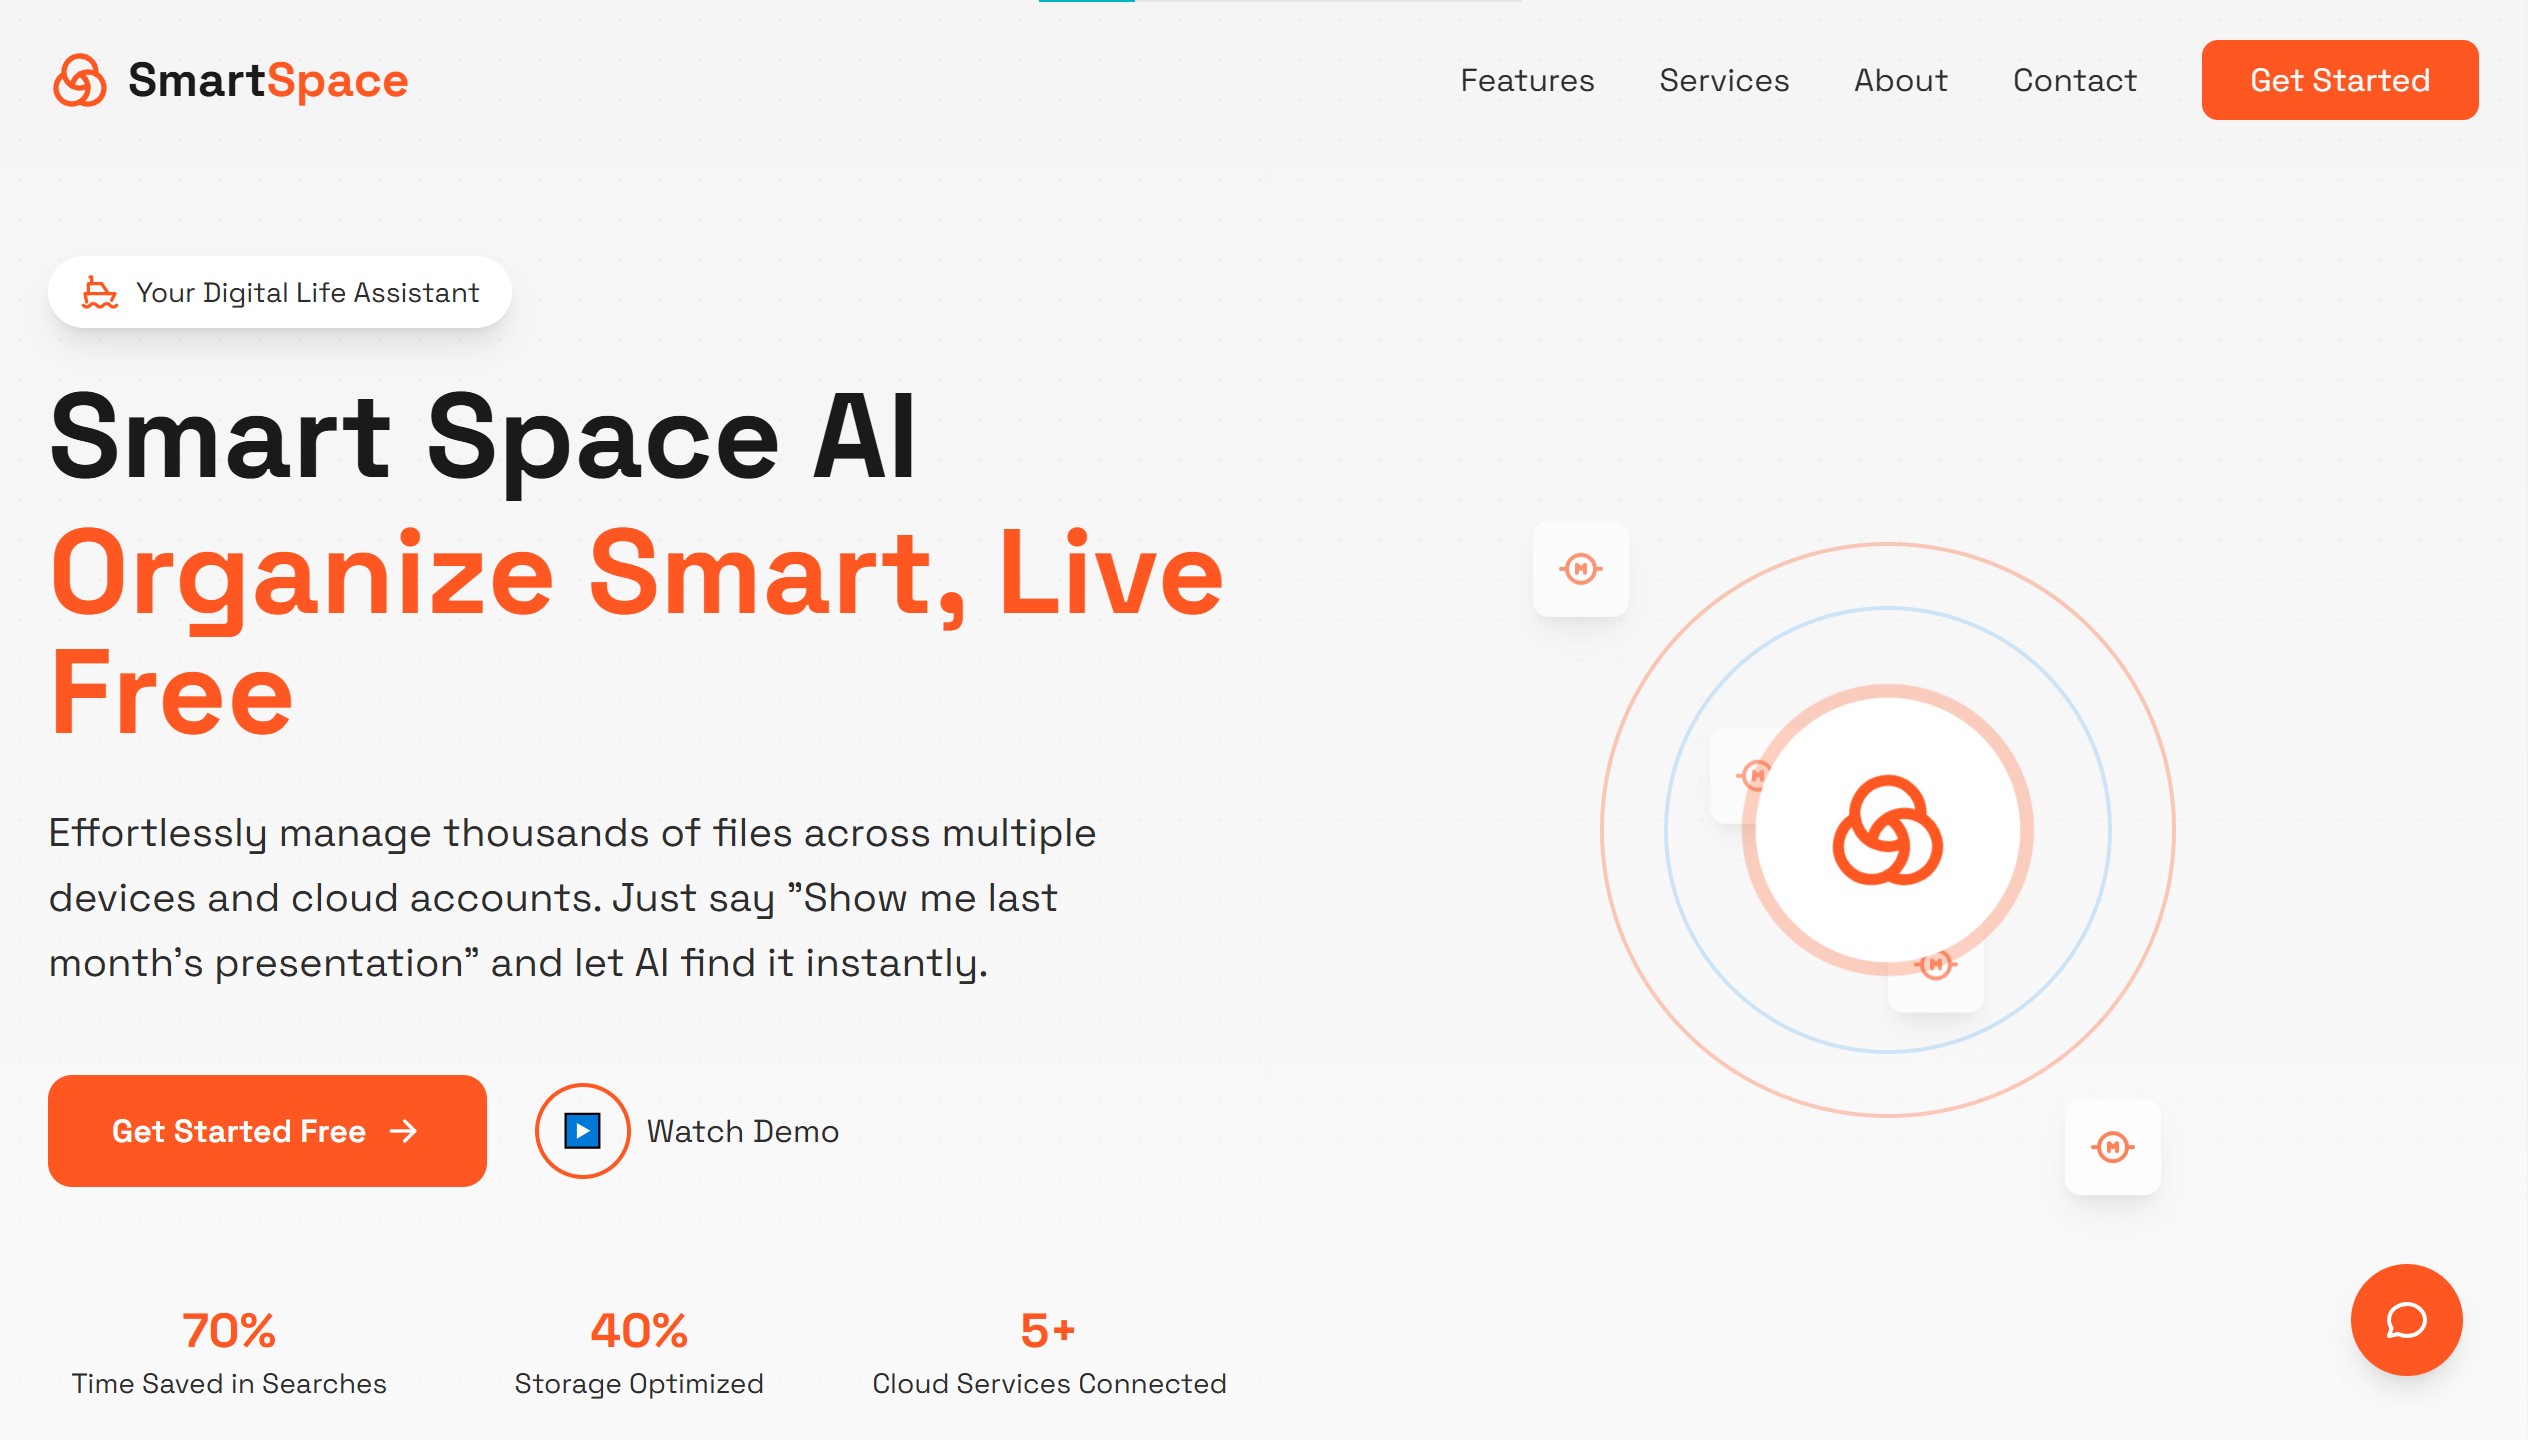 SmartSpace
Features
Services
About
Contact
Get Started
Your Digital Life Assistant
Smart Space AI
Organize Smart, Live
Free
Effortlessly manage thousands of files across multiple
devices and cloud accounts. Just say ”Show me last
month’s presentation” and let AI find it instantly.
Get Started Free
Watch Demo
70%
Time Saved in Searches
40%
Storage Optimized
5+
Cloud Services Connected
M
M
M
M